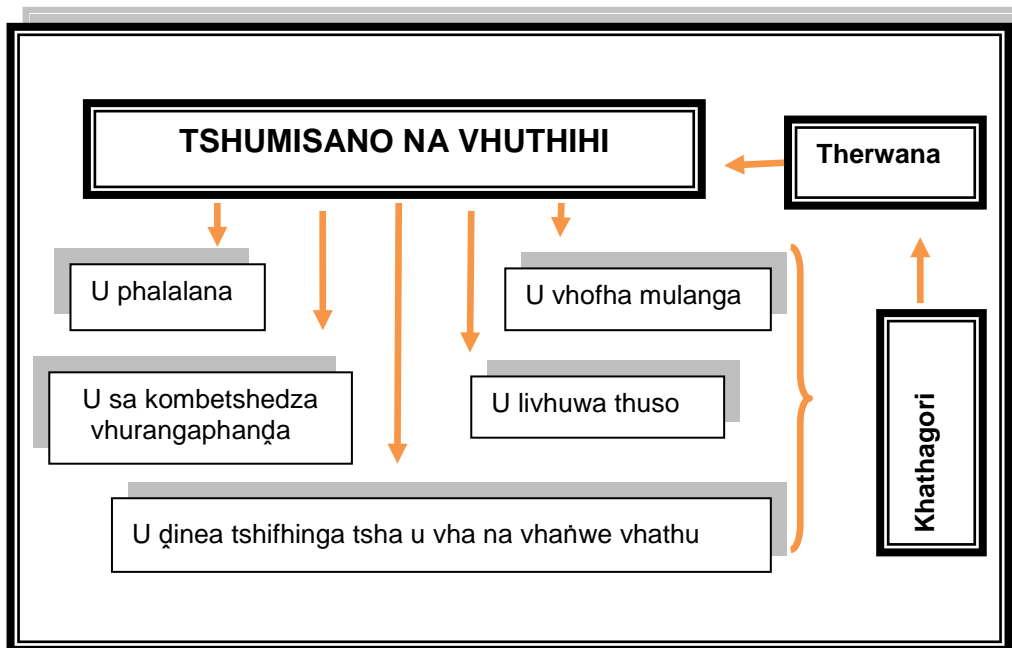 TSHUMISANO NA VHUTHIHI
Therwana
U phalalana
U vhofha mulanga
U sa kombetshedza
vhurangaphanḓa
U livhuwa thuso
U ḓinea tshifhinga tsha u vha na vhaṅwe vhathu
Khathagori